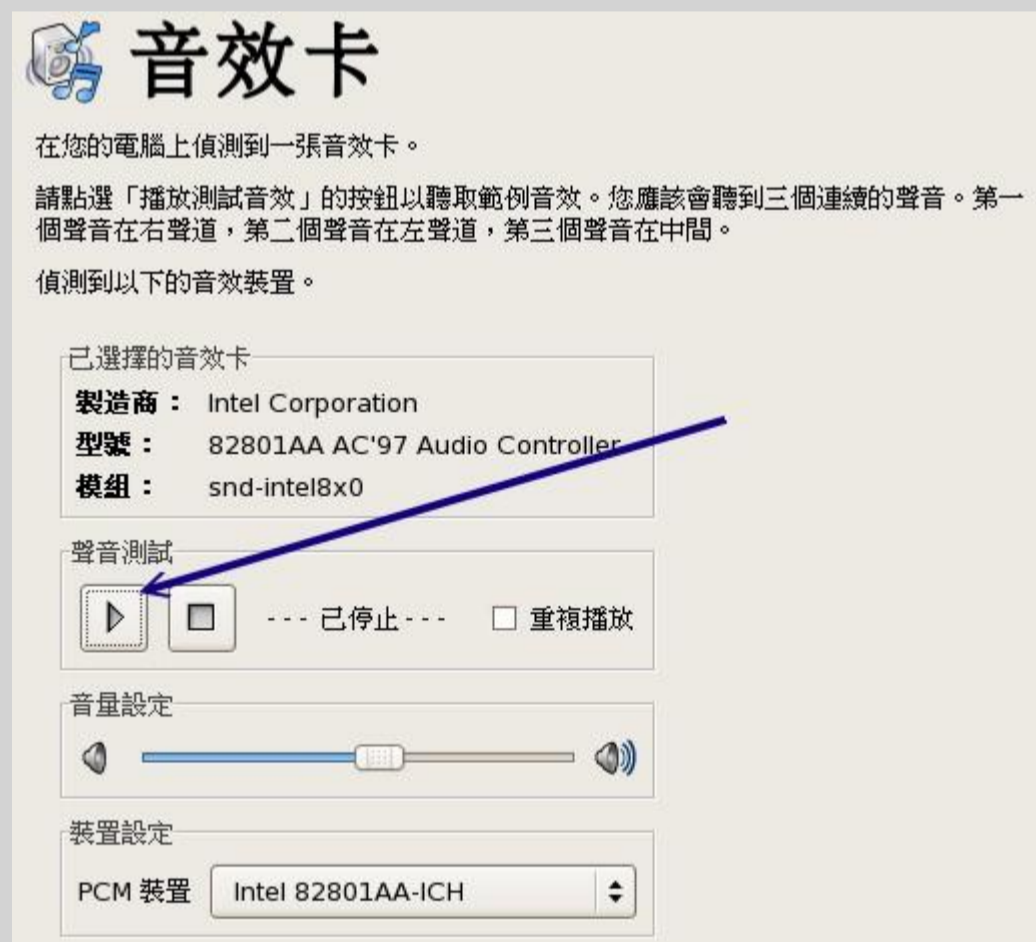 音效卡
在您的電腦上偵測到一張音效卡。
請點選「播放測試音效」的按鈕以聽取範例音效。您應該會聽到三個連續的聲音。第一
個聲音在右聲道，第二個聲音在左聲道，第三個聲音在中間。
偵測到以下的音效裝置。
已選擇的音效卡
製造商： Intel Corporation
型號： 82801AA AC'97 Audio Controller
模組： snd-intel8x0
聲音測試
--- 已停止--- 重複播放
音量設定
裝置設定
PCM 裝置 Intel 82801AA-ICH